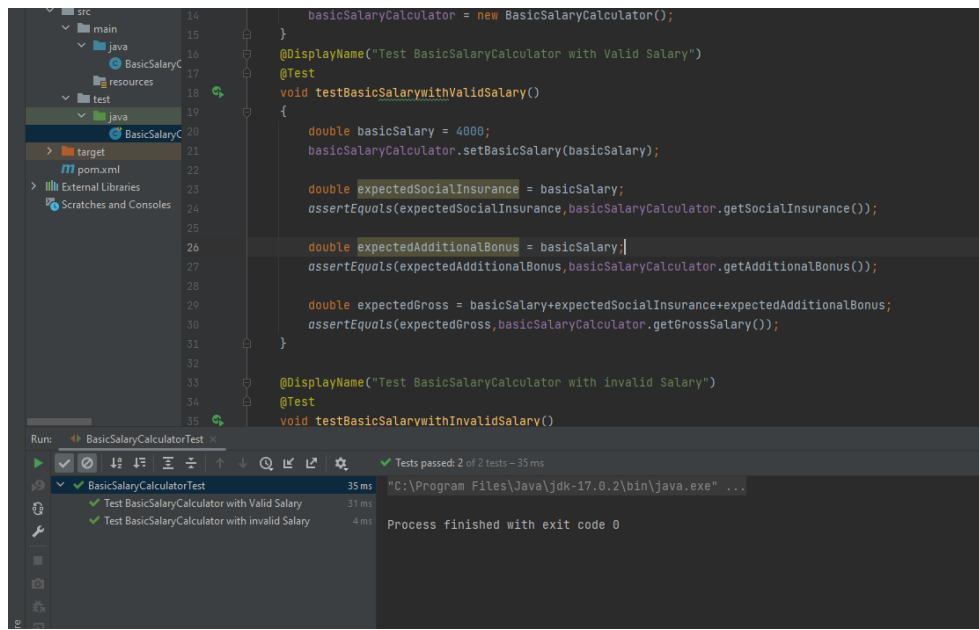 src
main
java
BasicSalaryC
resources
test
java
BasicSalaryC
target
pom.xml
External Libraries
Scratches and Consoles
14 basicSalaryCalculator = new BasicSalaryCalculator();
15 }
16 @DisplayName("Test BasicSalaryCalculator with Valid Salary")
17 @Test
18 void testBasicSalarywithValidSalary()
19 {
20 double basicSalary = 4000;
21 basicSalaryCalculator.setBasicSalary(basicSalary);
22
23 double expectedSocialInsurance = basicSalary;
24 assertEquals(expectedSocialInsurance,basicSalaryCalculator.getSocialInsurance());
25
26 double expectedAdditionalBonus = basicSalary;
27 assertEquals(expectedAdditionalBonus,basicSalaryCalculator.getAdditionalBonus());
28
29 double expectedGross = basicSalary+expectedSocialInsurance+expectedAdditionalBonus;
30 assertEquals(expectedGross,basicSalaryCalculator.getGrossSalary());
31 }
32
33 @DisplayName("Test BasicSalaryCalculator with invalid Salary")
34 @Test
35 void testBasicSalarywithInvalidSalary()
Run: BasicSalaryCalculatorTest
Tests passed: 2 of 2 tests – 35 ms
BasicSalaryCalculatorTest 35 ms
Test BasicSalaryCalculator with Valid Salary 31 ms
Test BasicSalaryCalculator with invalid Salary 4 ms
"C:\Program Files\Java\jdk-17.0.2\bin\java.exe" ...
Process finished with exit code 0